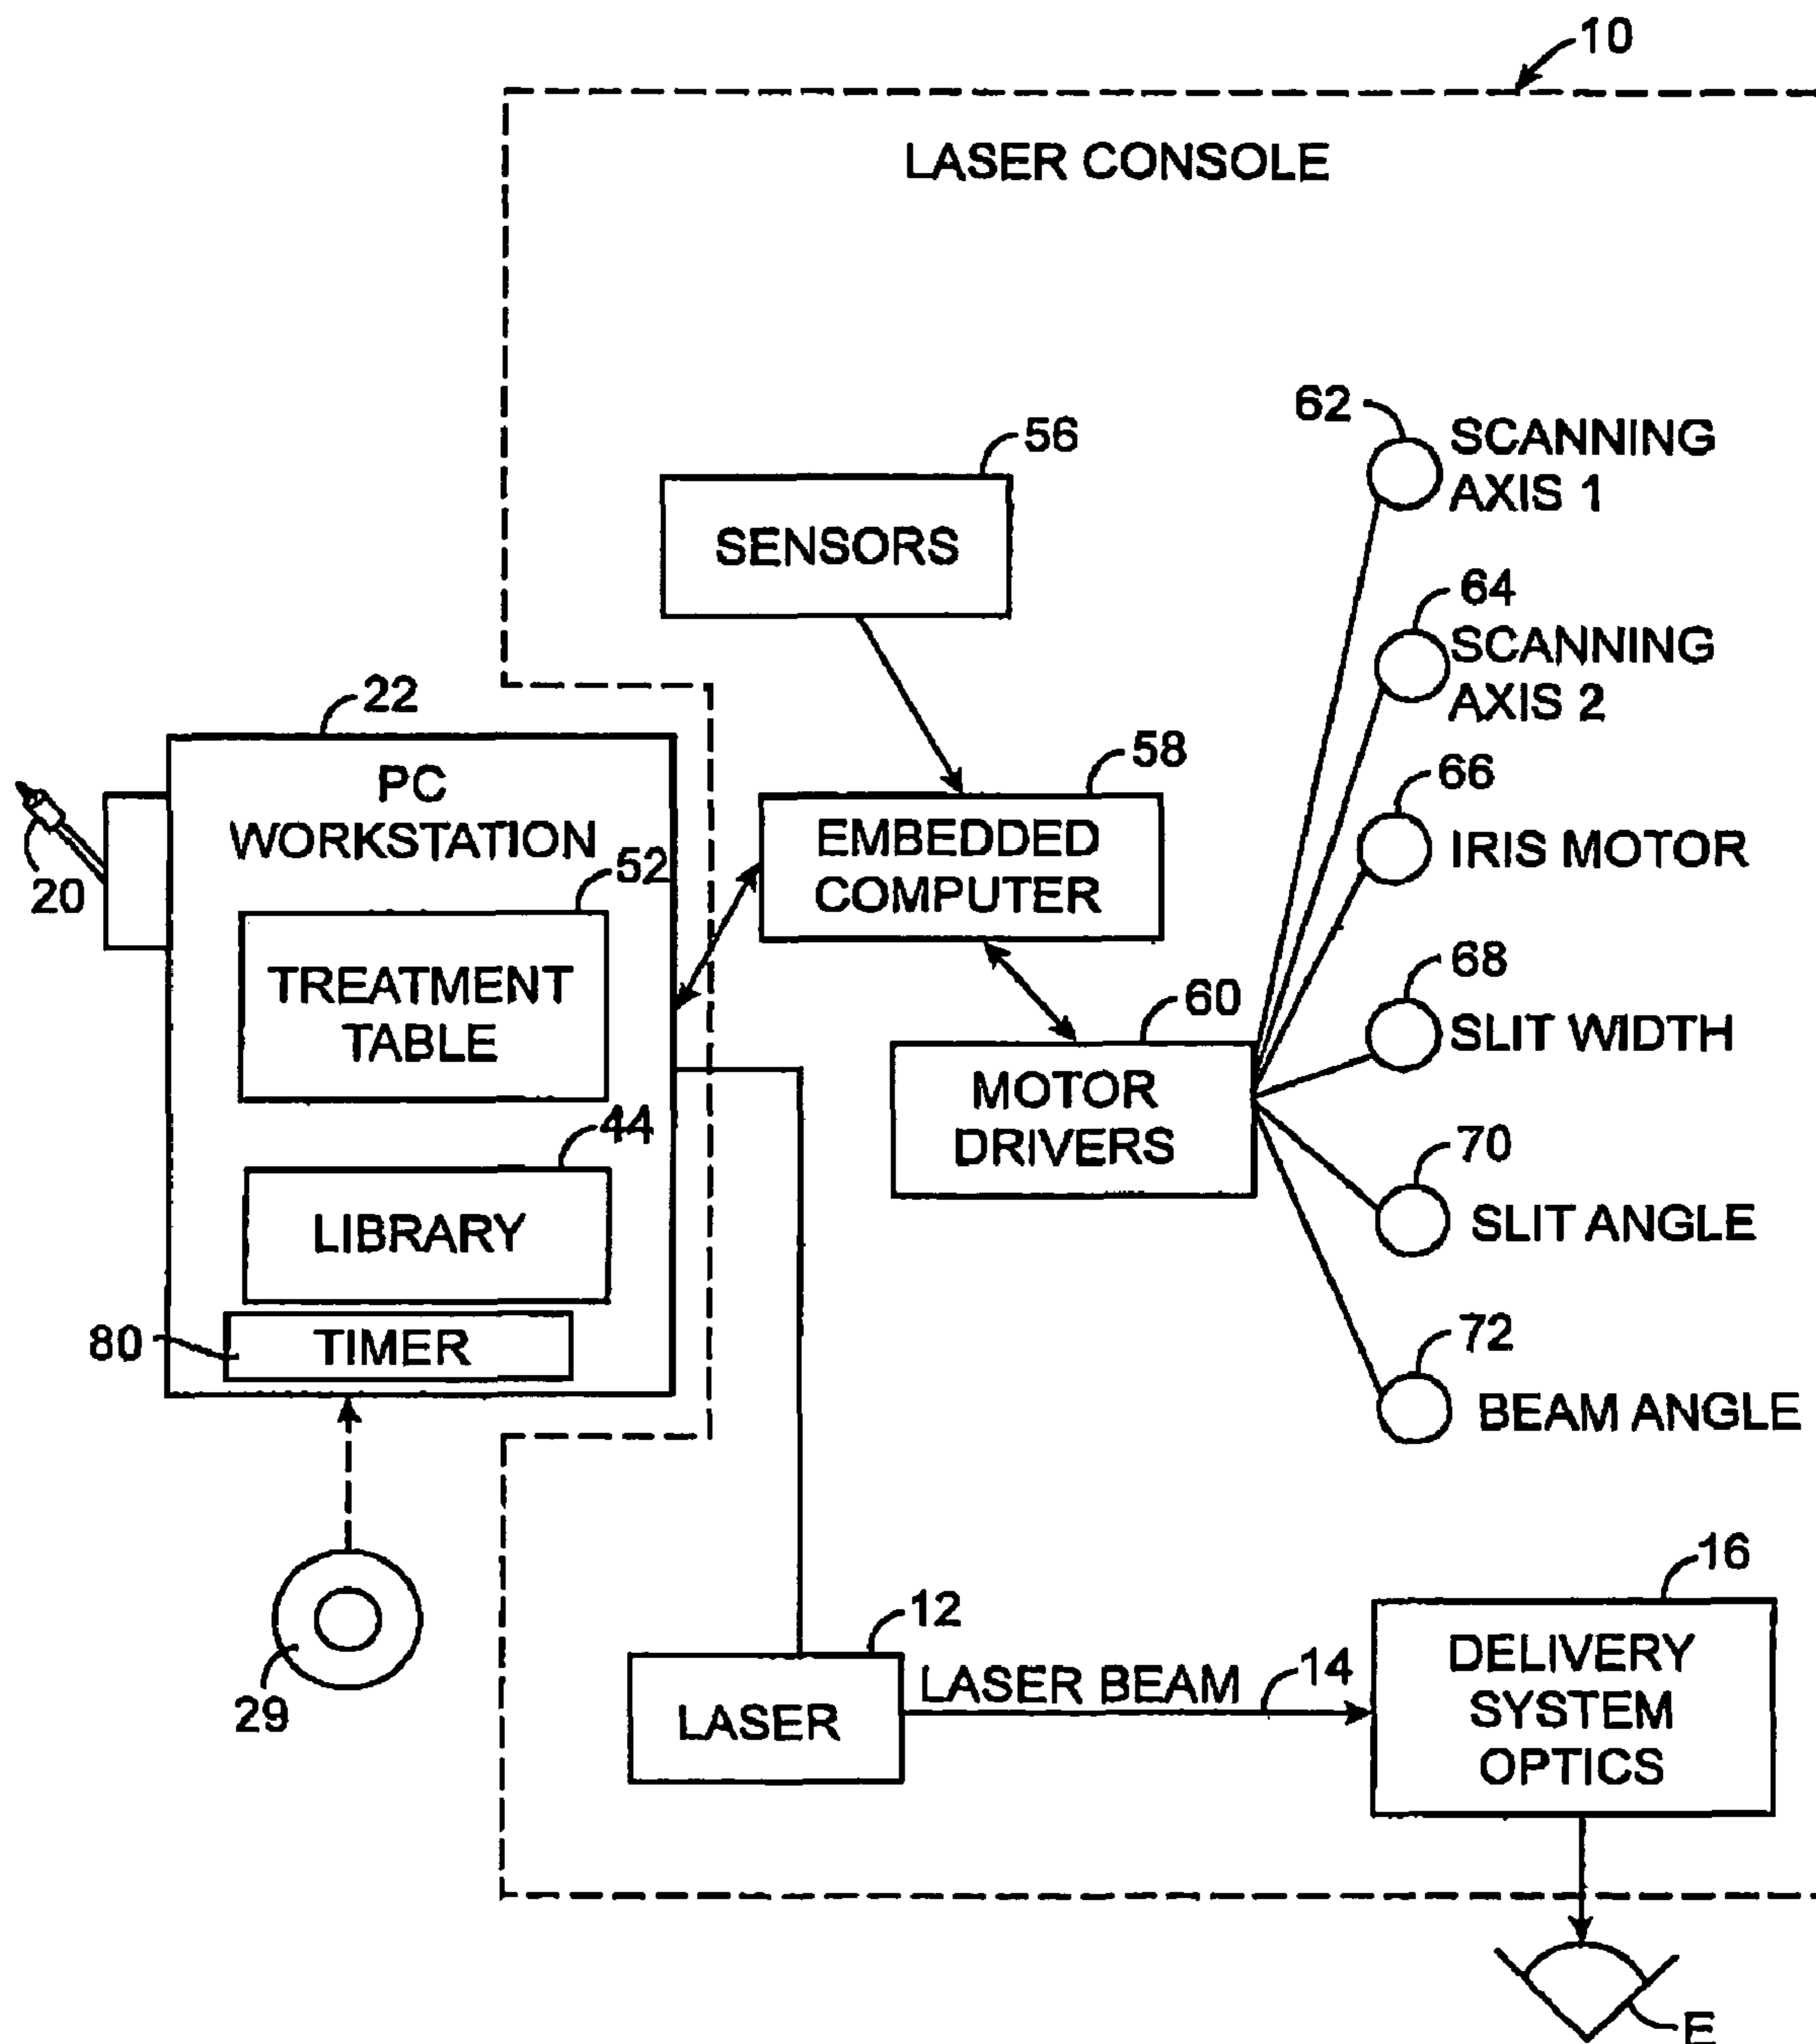 10
LASER CONSOLE
62
SCANNING
AXIS 1
56
SENSORS
64
SCANNING
AXIS 2
22
PC
WORKSTATION
20
58
EMBEDDED
COMPUTER
66
IRIS MOTOR
52
TREATMENT
TABLE
60
MOTOR
DRIVERS
68
SLIT WIDTH
44
LIBRARY
70
SLIT ANGLE
80
TIMER
72
BEAM ANGLE
29
12
LASER
LASER BEAM
14
16
DELIVERY
SYSTEM
OPTICS
E